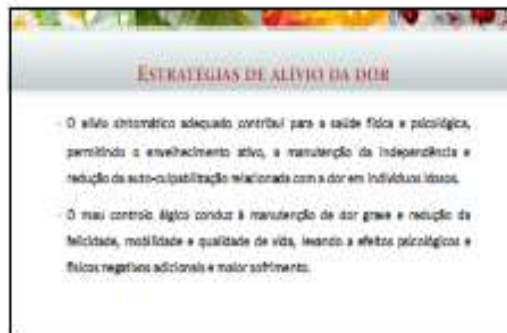 ESTRATÉGIAS DE ALÍVIO DA DOR
- O alívio sintomático adequado contribui para a saúde física e psicológica,
permitindo o envelhecimento ativo, a manutenção da independência e
redução da auto-culpabilização relacionada com a dor em indivíduos idosos.
- O mau controlo álgico conduz à manutenção de dor grave e redução da
felicidade, mobilidade e qualidade de vida, levando a efeitos psicológicos e
físicos negativos adicionais e maior sofrimento.